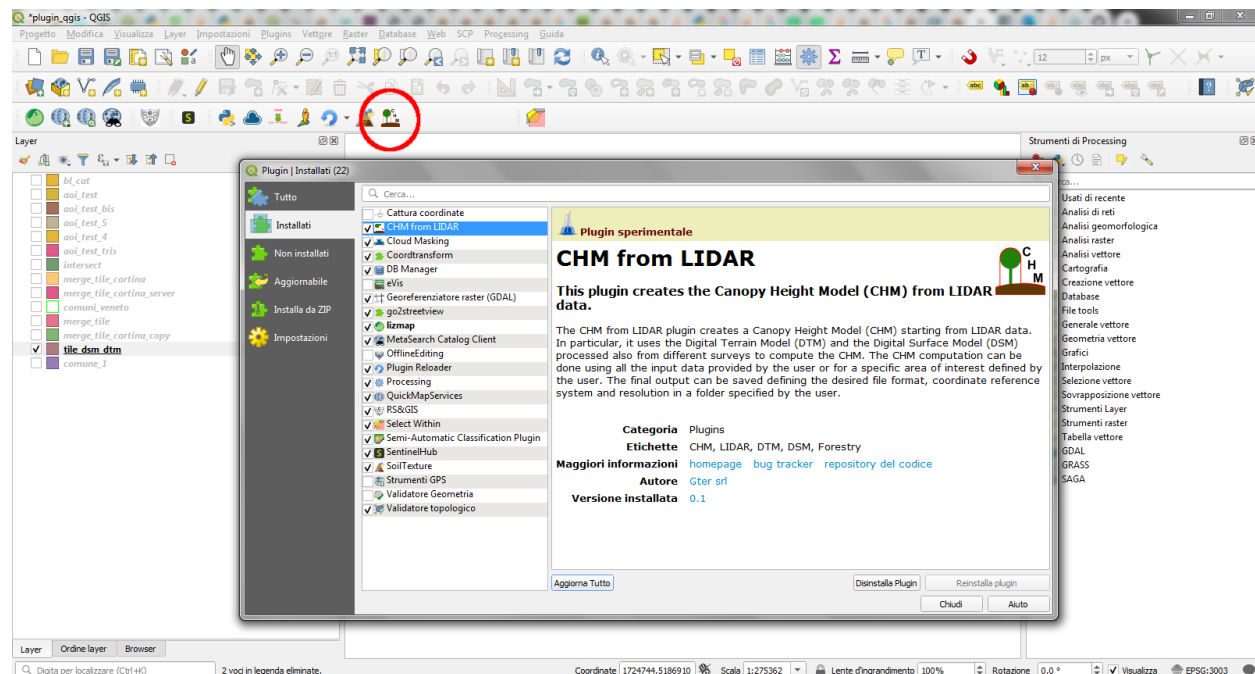 *plugin_qgis - QGIS
Progetto Modifica Visualizza Layer Impostazioni Plugins Vettore Raster Database Web SCP Processing Guida
12 px
abc
S
C H M
Layer
Strumenti di Processing
bl_cat
aoi_test
aoi_test_bis
aoi_test_5
aoi_test_4
aoi_test_tris
intersect
merge_tile_cortina
merge_tile_cortina_server
comuni_veneto
merge_tile
merge_tile_cortina_copy
tile_dsm_dtm
comune_1
Plugin | Installati (22)
Tutto
Installati
Non installati
Aggiornabile
Installa da ZIP
Impostazioni
Cerca...
Cattura coordinate
CHM from LIDAR
Cloud Masking
Coordtransform
DB Manager
eVis
Georeferenziatore raster (GDAL)
go2streetview
lizmap
MetaSearch Catalog Client
OfflineEditing
Plugin Reloader
Processing
QuickMapServices
RS&GIS
Select Within
Semi-Automatic Classification Plugin
SentinelHub
SoilTexture
Strumenti GPS
Validatore Geometria
Validatore topologico
Plugin sperimentale
CHM from LIDAR
C
H
M
This plugin creates the Canopy Height Model (CHM) from LIDAR
data.
The CHM from LIDAR plugin creates a Canopy Height Model (CHM) starting from LIDAR data.
In particular, it uses the Digital Terrain Model (DTM) and the Digital Surface Model (DSM)
processed also from different surveys to compute the CHM. The CHM computation can be
done using all the input data provided by the user or for a specific area of interest defined by
the user. The final output can be saved defining the desired file format, coordinate reference
system and resolution in a folder specified by the user.
Categoria Plugins
Etichette CHM, LIDAR, DTM, DSM, Forestry
Maggiori informazioni homepage bug tracker repository del codice
Autore Gter srl
Versione installata 0.1
Aggiorna Tutto
Disinstalla Plugin
Reinstalla plugin
Chiudi
Aiuto
Usati di recente
Analisi di reti
Analisi geomorfologica
Analisi raster
Analisi vettore
Cartografia
Creazione vettore
Database
File tools
Generale vettore
Geometria vettore
Grafici
Interpolazione
Selezione vettore
Sovrapposizione vettore
Strumenti Layer
Strumenti raster
Tabella vettore
GDAL
GRASS
SAGA
Layer Ordine layer Browser
Digita per localizzare (Ctrl+K) 2 voci in legenda eliminate. Coordinate 1724744,5186910 Scala 1:275362 Lente d'ingrandimento 100% Rotazione 0,0 ° Visualizza EPSG:3003